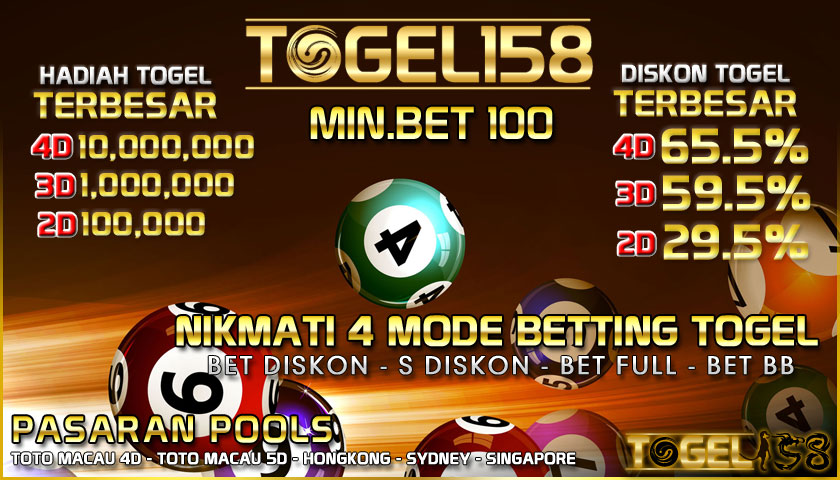 TOGEL158
HADIAH TOGEL
TERBESAR
4D 10,000,000
3D 1,000,000
2D 100,000
MIN.BET 100
DISKON TOGEL
TERBESAR
4D 65.5%
3D 59.5%
2D 29.5%
4
NIKMATI 4 MODE BETTING TOGEL
BET DISKON - S DISKON - BET FULL - BET BB
9
PASARAN POOLS
TOTO MACAU 4D - TOTO MACAU 5D - HONGKONG - SYDNEY - SINGAPORE
TOGEL158